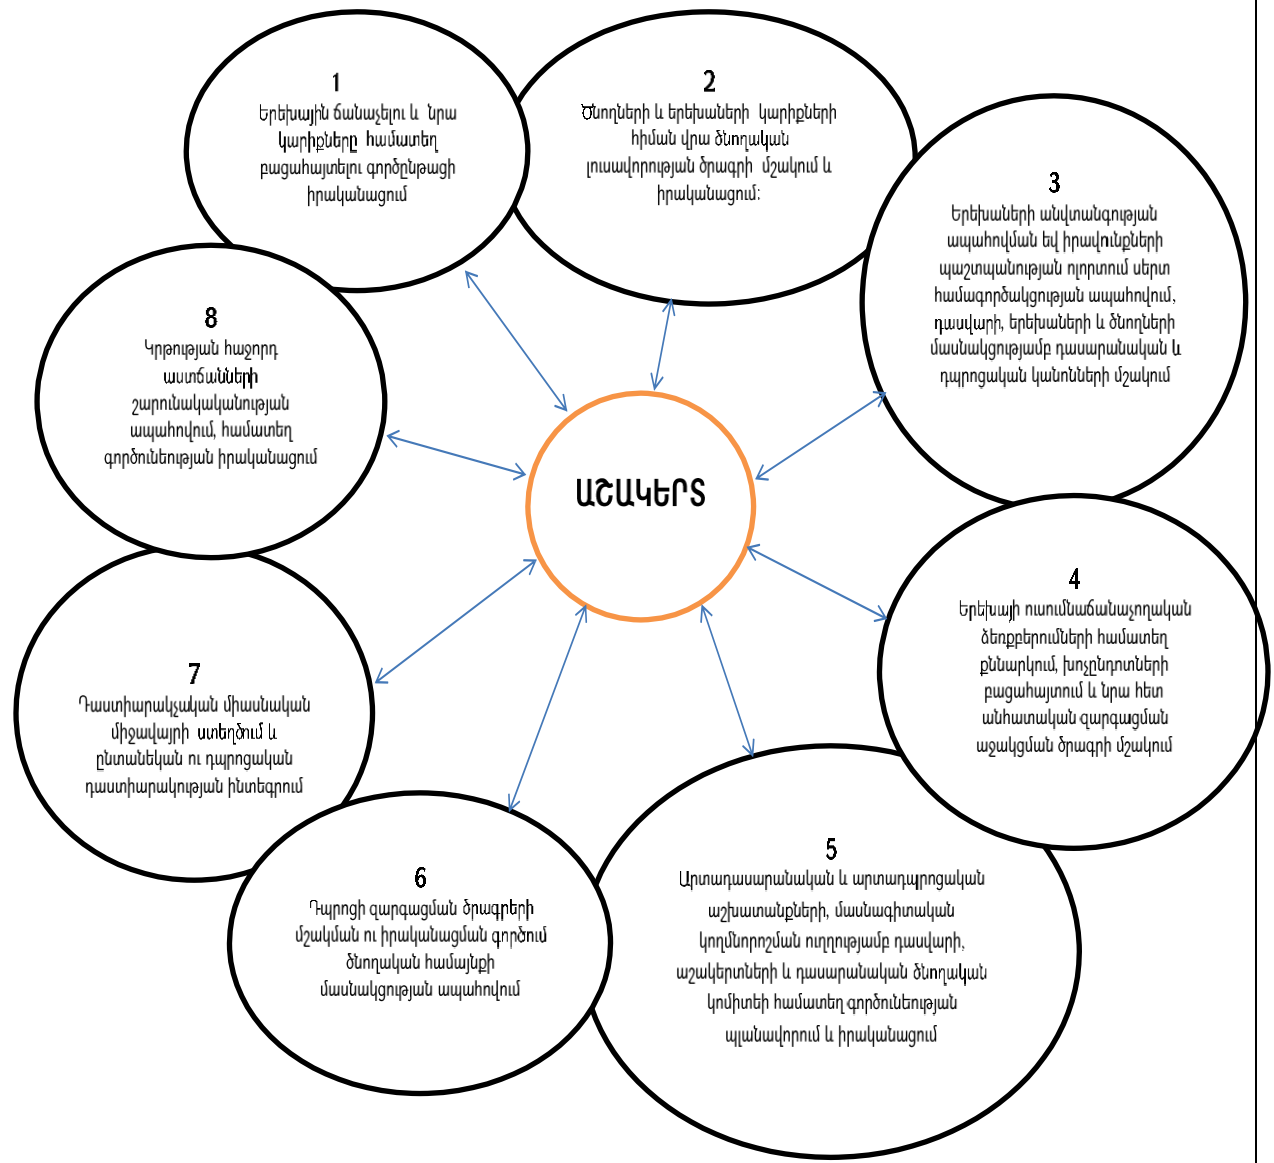 1
Երեխային ճանաչելու և նրա
կարիքները համատեղ
բացահայտելու գործընթացի
իրականացում
2
Ծնողների և երեխաների կարիքների
հիման վրա ծնողական
լուսավորության ծրագրի մշակում և
իրականացում:
3
Երեխաների անվտանգության
ապահովման եվ իրավունքների
պաշտպանության ոլորտում սերտ
համագործակցության ապահովում,
դասվարի, երեխաների և ծնողների
մասնակցությամբ դասարանական և
դպրոցական կանոնների մշակում
4
Երեխայի ուսումնաճանաչողական
ձեռքբերումների համատեղ
քննարկում, խոչընդոտների
բացահայտում և նրա հետ
անհատական զարգացման
աջակցման ծրագրի մշակում
5
Արտադասարանական և արտադպրոցական
աշխատանքների, մասնագիտական
կողմնորոշման ուղղությամբ դասվարի,
աշակերտների և դասարանական ծնողական
կոմիտեի համատեղ գործունեության
պլանավորում և իրականացում
6
Դպրոցի զարգացման ծրագրերի
մշակման ու իրականացման գործում
ծնողական համայնքի
մասնակցության ապահովում
7
Դաստիարակչական միասնական
միջավայրի ստեղծում և
ընտանեկան ու դպրոցական
դաստիարակության ինտեգրում
8
Կրթության հաջորդ
աստճանների
շարունակականության
ապահովում, համատեղ
գործունեության իրականացում
ԱՇԱԿԵՐՏ